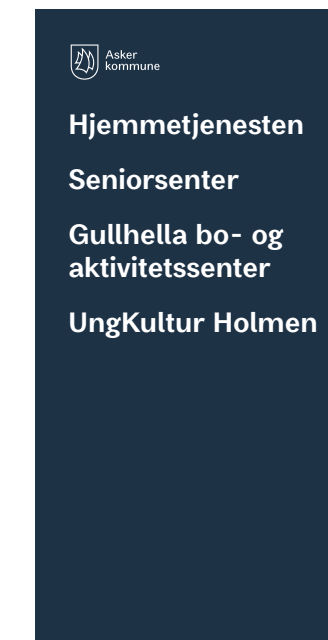 Asker
kommune
Hjemmetjenesten
Seniorsenter
Gullhella bo- og
aktivitetssenter
UngKultur Holmen